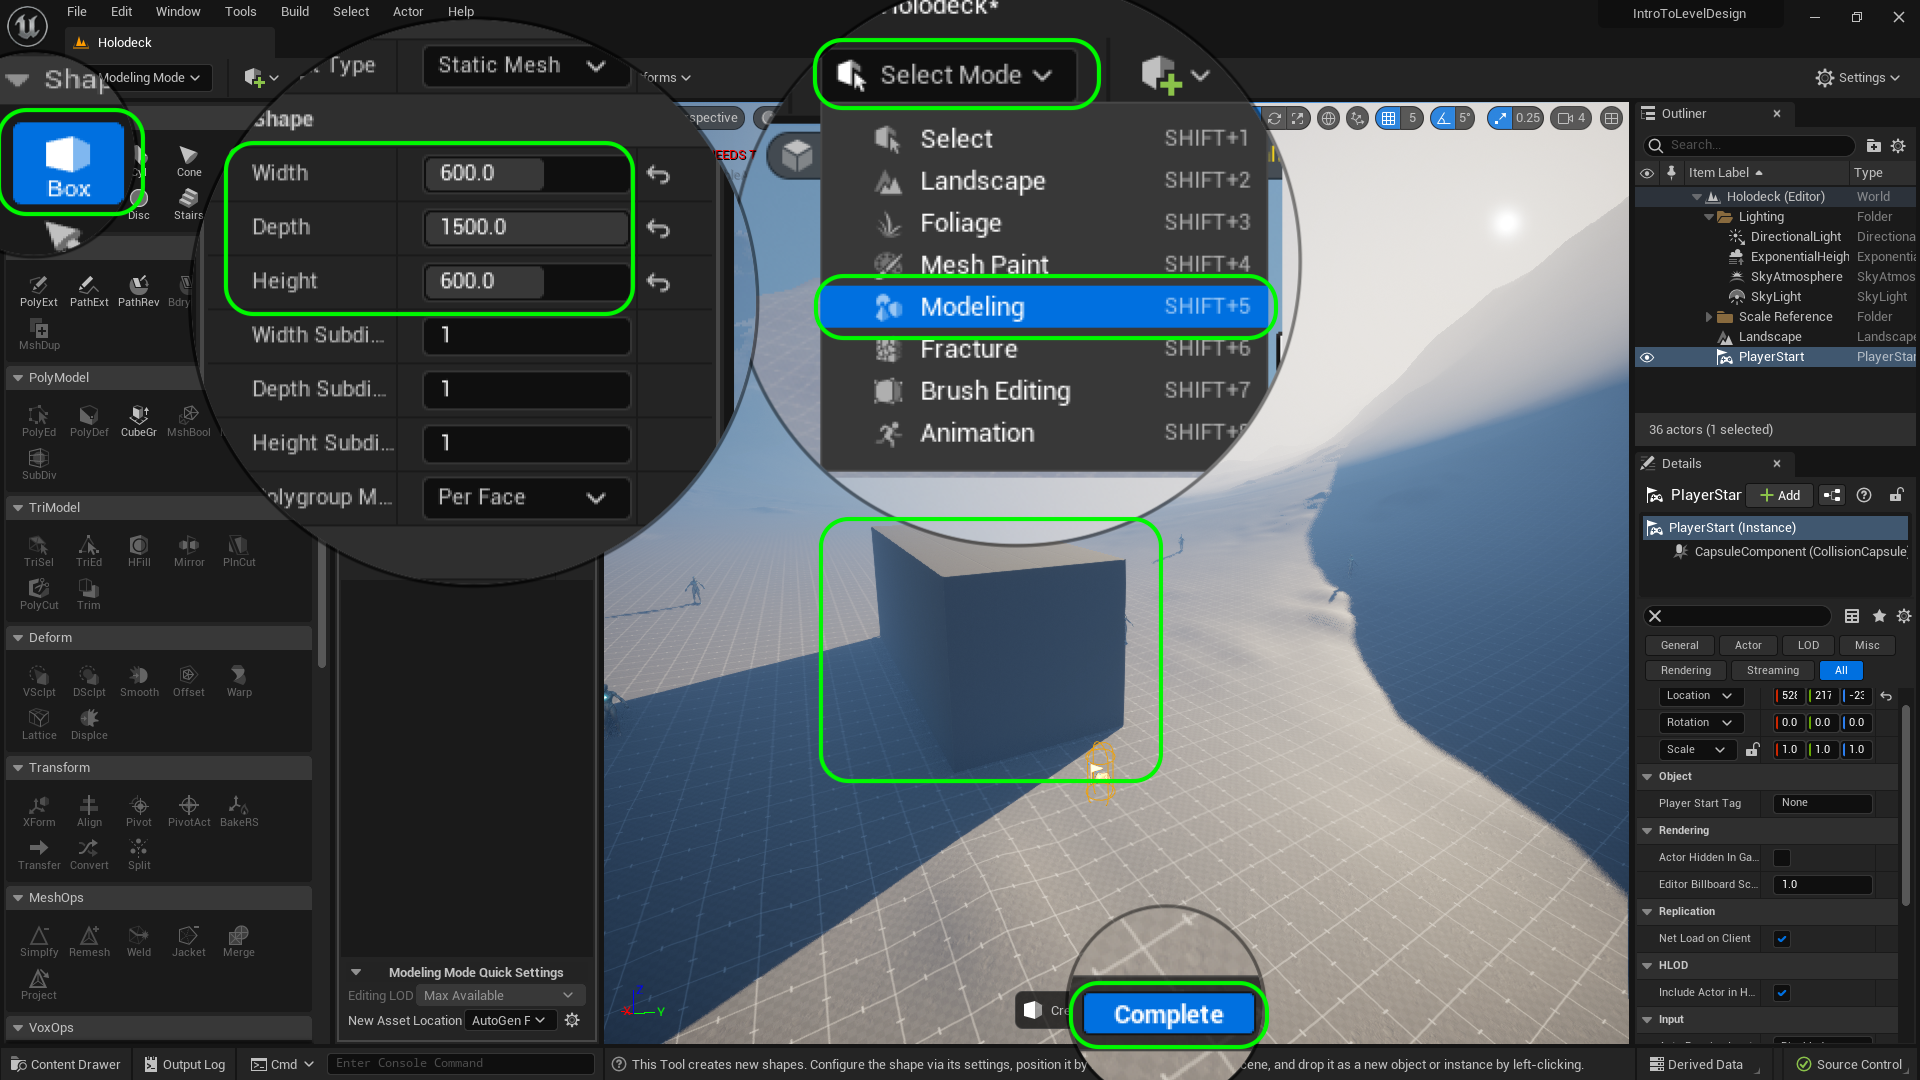 File Edit Window Tools Build Select Actor Help
IntroToLevelDesign
Holodeck
Holodeck*
Modeling Mode
Type
Static Mesh
Select Mode
Settings
Shape
Box
Cone
Disc
Stairs
Shape
Width 600.0
Depth 1500.0
Height 600.0
Width Subdi... 1
Depth Subdi... 1
Height Subdi... 1
Per Face
5
5°
0.25
4
Select SHIFT+1
Landscape SHIFT+2
Foliage SHIFT+3
Mesh Paint SHIFT+4
Modeling SHIFT+5
Fracture SHIFT+6
Brush Editing SHIFT+7
Animation
PolyExt PathExt PathRev
MshDup
PolyModel
PolyEd PolyDef CubeGr MshBool
SubDiv
TriModel
TriSel TriEd HFill Mirror PlnCut
PolyCut Trim
Deform
VSclpt DSclpt Smooth Offset Warp
Lattice Displce
Transform
XForm Align Pivot PivotAct BakeRS
Transfer Convert Split
MeshOps
Simplfy Remesh Weld Jacket Merge
Project
VoxOps
Modeling Mode Quick Settings
Editing LOD Max Available
New Asset Location AutoGen F
X Y Z
Complete
Outliner
Search...
Item Label Type
Holodeck (Editor) World
Lighting Folder
DirectionalLight Directiona
ExponentialHeigh Exponentia
SkyAtmosphere SkyAtmos
SkyLight SkyLight
Scale Reference Folder
Landscape Landscape
PlayerStart PlayerStar
36 actors (1 selected)
Details
PlayerStar Add
PlayerStart (Instance)
CapsuleComponent (CollisionCapsule)
General Actor LOD Misc
Rendering Streaming All
Location 528 217 -23
Rotation 0.0 0.0 0.0
Scale 1.0 1.0 1.0
Object
Player Start Tag None
Rendering
Actor Hidden In Ga...
Editor Billboard Sc... 1.0
Replication
Net Load on Client
HLOD
Include Actor in H...
Input
Content Drawer Output Log Cmd Enter Console Command
This Tool creates new shapes. Configure the shape via its settings, position it by
cene, and drop it as a new object or instance by left-clicking.
Derived Data Source Control